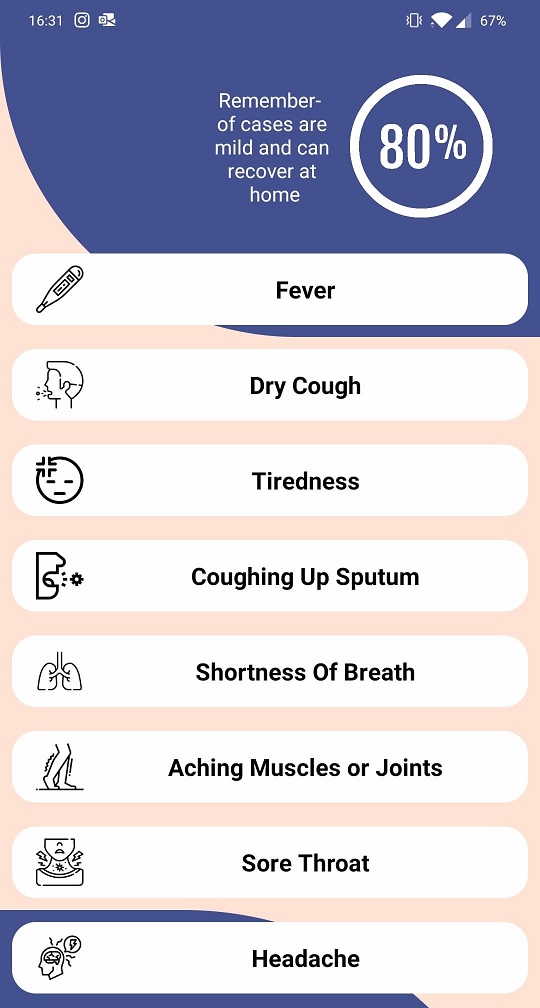 16:31
67%
Remember-
of cases are
mild and can
recover at
home
80%
Fever
Dry Cough
Tiredness
Coughing Up Sputum
Shortness Of Breath
Aching Muscles or Joints
Sore Throat
Headache